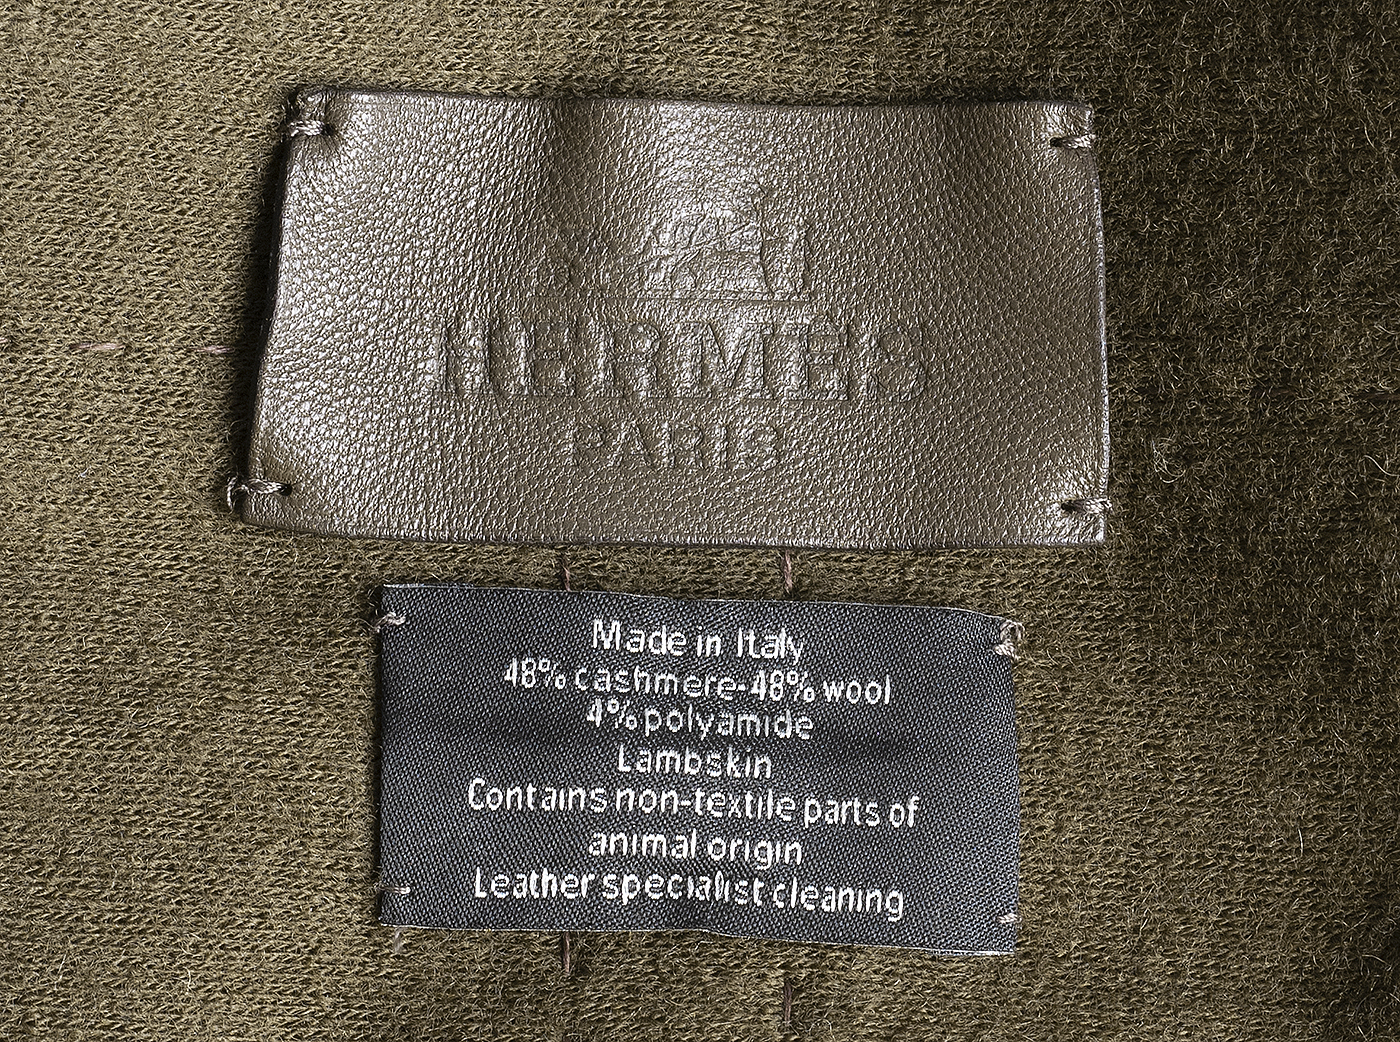 HERMÈS
PARIS
Made in Italy
48% cashmere-48% wool
4% polyamide
Lambskin
Contains non-textile parts of
animal origin
Leather specialist cleaning